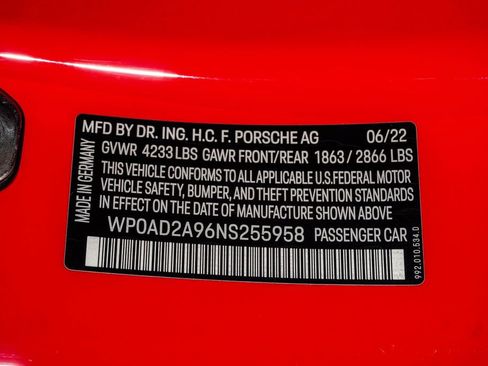 MFD BY DR. ING. H.C. F. PORSCHE AG 06/22
GVWR 4233 LBS GAWR FRONT/REAR 1863 / 2866 LBS
THIS VEHICLE CONFORMS TO ALL APPLICABLE U.S.FEDERAL MOTOR
VEHICLE SAFETY, BUMPER, AND THEFT PREVENTION STANDARDS
IN EFFECT ON THE DATE OF MANUFACTURE SHOWN ABOVE.
WP0AD2A96NS255958 PASSENGER CAR
MADE IN GERMANY
992.010.534.D